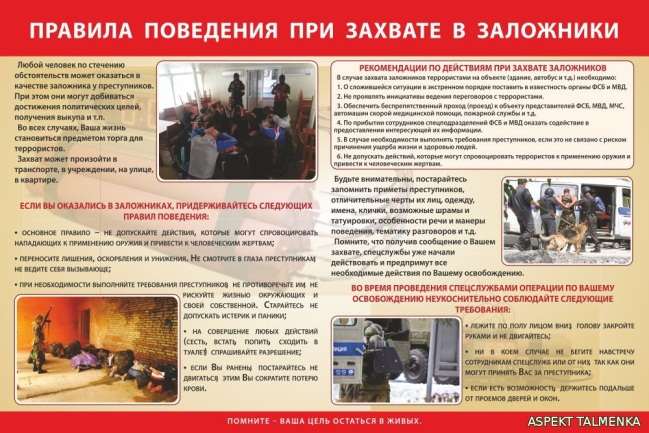 ПРАВИЛА ПОВЕДЕНИЯ ПРИ ЗАХВАТЕ В ЗАЛОЖНИКИ
Любой человек по стечению
обстоятельств может оказаться в
качестве заложника у преступников.
При этом они могут добиваться
достижения политических целей,
получения выкупа и т.п.
Во всех случаях, Ваша жизнь
становиться предметом торга для
террористов.
Захват может произойти в
транспорте, в учреждении, на улице,
в квартире.
ЕСЛИ ВЫ ОКАЗАЛИСЬ В ЗАЛОЖНИКАХ, ПРИДЕРЖИВАЙТЕСЬ СЛЕДУЮЩИХ
ПРАВИЛ ПОВЕДЕНИЯ:
• ОСНОВНОЕ ПРАВИЛО – НЕ ДОПУСКАЙТЕ ДЕЙСТВИЯ, КОТОРЫЕ МОГУТ СПРОВОЦИРОВАТЬ
НАПАДАЮЩИХ К ПРИМЕНЕНИЮ ОРУЖИЯ И ПРИВЕСТИ К ЧЕЛОВЕЧЕСКИМ ЖЕРТВАМ;
• ПЕРЕНОСИТЕ ЛИШЕНИЯ, ОСКОРБЛЕНИЯ И УНИЖЕНИЯ. НЕ СМОТРИТЕ В ГЛАЗА ПРЕСТУПНИКАМ,
НЕ ВЕДИТЕ СЕБЯ ВЫЗЫВАЮЩЕ;
• ПРИ НЕОБХОДИМОСТИ ВЫПОЛНЯЙТЕ ТРЕБОВАНИЯ ПРЕСТУПНИКОВ, НЕ ПРОТИВОРЕЧЬТЕ ИМ, НЕ
РИСКУЙТЕ ЖИЗНЬЮ ОКРУЖАЮЩИХ И
СВОЕЙ СОБСТВЕННОЙ. СТАРАЙТЕСЬ НЕ
ДОПУСКАТЬ ИСТЕРИК И ПАНИКИ;
• НА СОВЕРШЕНИЕ ЛЮБЫХ ДЕЙСТВИЙ
(СЕСТЬ, ВСТАТЬ, ПОПИТЬ, СХОДИТЬ В
ТУАЛЕТ) СПРАШИВАЙТЕ РАЗРЕШЕНИЕ;
• ЕСЛИ ВЫ РАНЕНЫ, ПОСТАРАЙТЕСЬ НЕ
ДВИГАТЬСЯ, ЭТИМ ВЫ СОКРАТИТЕ ПОТЕРЮ
КРОВИ.
РЕКОМЕНДАЦИИ ПО ДЕЙСТВИЯМ ПРИ ЗАХВАТЕ ЗАЛОЖНИКОВ
В случае захвата заложников террористами на объекте (здание, автобус и т.д.) необходимо:
1. О сложившейся ситуации в экстренном порядке поставить в известность органы ФСБ и МВД.
2. Не проявлять инициативы ведения переговоров с террористами.
3. Обеспечить беспрепятственный проход (проезд) к объекту представителей ФСБ, МВД, МЧС,
автомашин скорой медицинской помощи, пожарной службы и т.д.
4. По прибытии сотрудников спецподразделений ФСБ и МВД оказать содействие в
предоставлении интересующей их информации.
5. В случае необходимости выполнять требования преступников, если это не связано с риском
причинения ущерба жизни и здоровью людей.
6. Не допускать действий, которые могут спровоцировать террористов к применению оружия и
привести к человеческим жертвам.
Будьте внимательны, постарайтесь
запомнить приметы преступников,
отличительные черты их лиц, одежду,
имена, клички, возможные шрамы и
татуировки, особенности речи и манеры
поведения, тематику разговоров и т.д.
Помните, что получив сообщение о Вашем
захвате, спецслужбы уже начали
действовать и предпримут все
необходимые действия по Вашему освобождению.
ВО ВРЕМЯ ПРОВЕДЕНИЯ СПЕЦСЛУЖБАМИ ОПЕРАЦИИ ПО ВАШЕМУ
ОСВОБОЖДЕНИЮ НЕУКОСНИТЕЛЬНО СОБЛЮДАЙТЕ СЛЕДУЮЩИЕ
ТРЕБОВАНИЯ:
• ЛЕЖИТЕ ПО ПОЛУ ЛИЦОМ ВНИЗ, ГОЛОВУ ЗАКРОЙТЕ
РУКАМИ И НЕ ДВИГАЙТЕСЬ;
• НИ В КОЕМ СЛУЧАЕ НЕ БЕГИТЕ НАВСТРЕЧУ
СОТРУДНИКАМ СПЕЦСЛУЖБ ИЛИ ОТ НИХ, ТАК КАК ОНИ
МОГУТ ПРИНЯТЬ ВАС ЗА ПРЕСТУПНИКА;
• ЕСЛИ ЕСТЬ ВОЗМОЖНОСТЬ, ДЕРЖИТЕСЬ ПОДАЛЬШЕ
ОТ ПРОЕМОВ ДВЕРЕЙ И ОКОН.
ПОМНИТЕ – ВАША ЦЕЛЬ ОСТАТЬСЯ В ЖИВЫХ.
ASPEKT TALMENKA